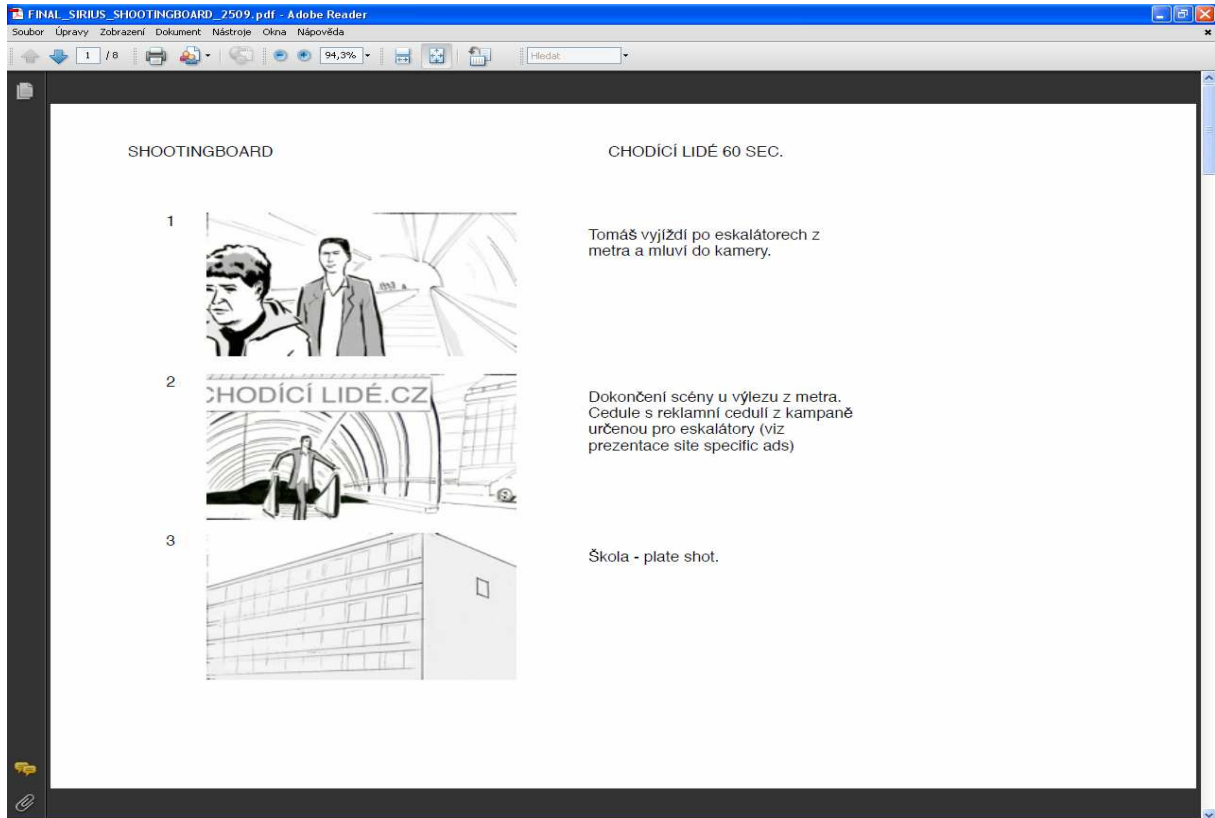 FINAL_SIRIUS_SHOOTINGBOARD_2509.pdf - Adobe Reader
Soubor Úpravy Zobrazení Dokument Nástroje Okna Nápověda
1 / 8 94,3% Hledat
SHOOTINGBOARD
CHODÍCÍ LIDÉ 60 SEC.
1
Tomáš vyjíždí po eskalátorech z
metra a mluví do kamery.
2
CHODÍCÍ LIDÉ.CZ
Dokončení scény u výlezu z metra.
Cedule s reklamní cedulí z kampaně
určenou pro eskalátory (viz
prezentace site specific ads)
3
Škola - plate shot.